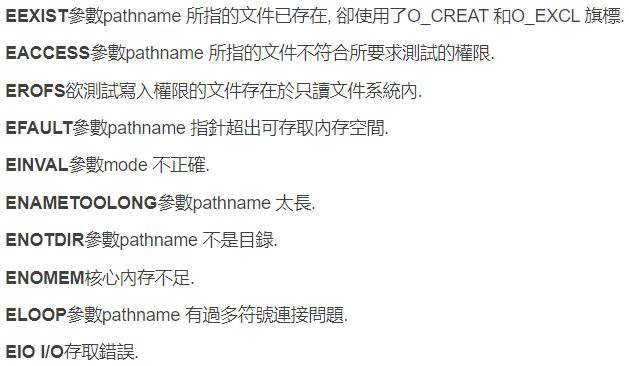 EEXIST參數pathname 所指的文件已存在, 卻使用了O_CREAT 和O_EXCL 旗標.
EACCESS參數pathname 所指的文件不符合所要求測試的權限.
EROFS欲測試寫入權限的文件存在於只讀文件系統內.
EFAULT參數pathname 指針超出可存取內存空間.
EINVAL參數mode 不正確.
ENAMETOOLONG參數pathname 太長.
ENOTDIR參數pathname 不是目錄.
ENOMEM核心內存不足.
ELOOP參數pathname 有過多符號連接問題.
EIO I/O存取錯誤.